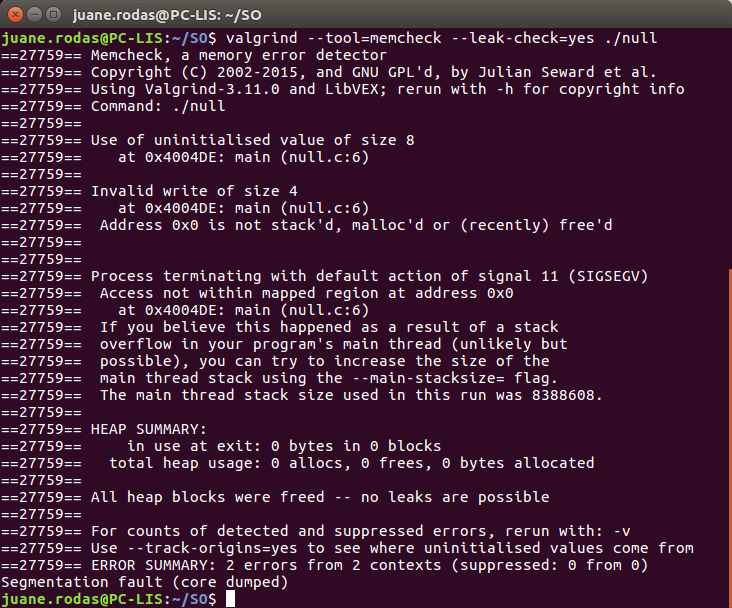 juane.rodas@PC-LIS: ~/SO
juane.rodas@PC-LIS:~/SO$ valgrind --tool=memcheck --leak-check=yes ./null
==27759== Memcheck, a memory error detector
==27759== Copyright (C) 2002-2015, and GNU GPL'd, by Julian Seward et al.
==27759== Using Valgrind-3.11.0 and LibVEX; rerun with -h for copyright info
==27759== Command: ./null
==27759==
==27759== Use of uninitialised value of size 8
==27759==    at 0x4004DE: main (null.c:6)
==27759==
==27759== Invalid write of size 4
==27759==    at 0x4004DE: main (null.c:6)
==27759==  Address 0x0 is not stack'd, malloc'd or (recently) free'd
==27759==
==27759==
==27759== Process terminating with default action of signal 11 (SIGSEGV)
==27759==  Access not within mapped region at address 0x0
==27759==    at 0x4004DE: main (null.c:6)
==27759==  If you believe this happened as a result of a stack
==27759==  overflow in your program's main thread (unlikely but
==27759==  possible), you can try to increase the size of the
==27759==  main thread stack using the --main-stacksize= flag.
==27759==  The main thread stack size used in this run was 8388608.
==27759==
==27759== HEAP SUMMARY:
==27759==     in use at exit: 0 bytes in 0 blocks
==27759==   total heap usage: 0 allocs, 0 frees, 0 bytes allocated
==27759==
==27759== All heap blocks were freed -- no leaks are possible
==27759==
==27759== For counts of detected and suppressed errors, rerun with: -v
==27759== Use --track-origins=yes to see where uninitialised values come from
==27759== ERROR SUMMARY: 2 errors from 2 contexts (suppressed: 0 from 0)
Segmentation fault (core dumped)
juane.rodas@PC-LIS:~/SO$